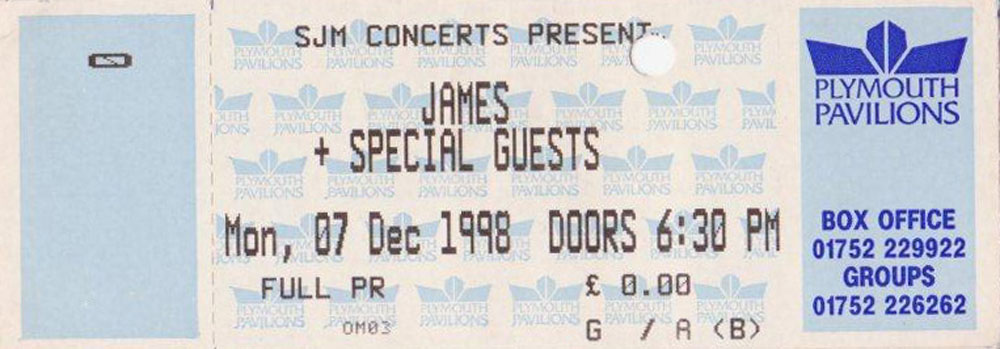 SJM CONCERTS PRESENT...
JAMES
+ SPECIAL GUESTS
Mon, 07 Dec 1998 DOORS 6:30 PM
FULL PR £ 0.00
OM03 G / A (B)
PLYMOUTH
PAVILIONS
BOX OFFICE
01752 229922
GROUPS
01752 226262